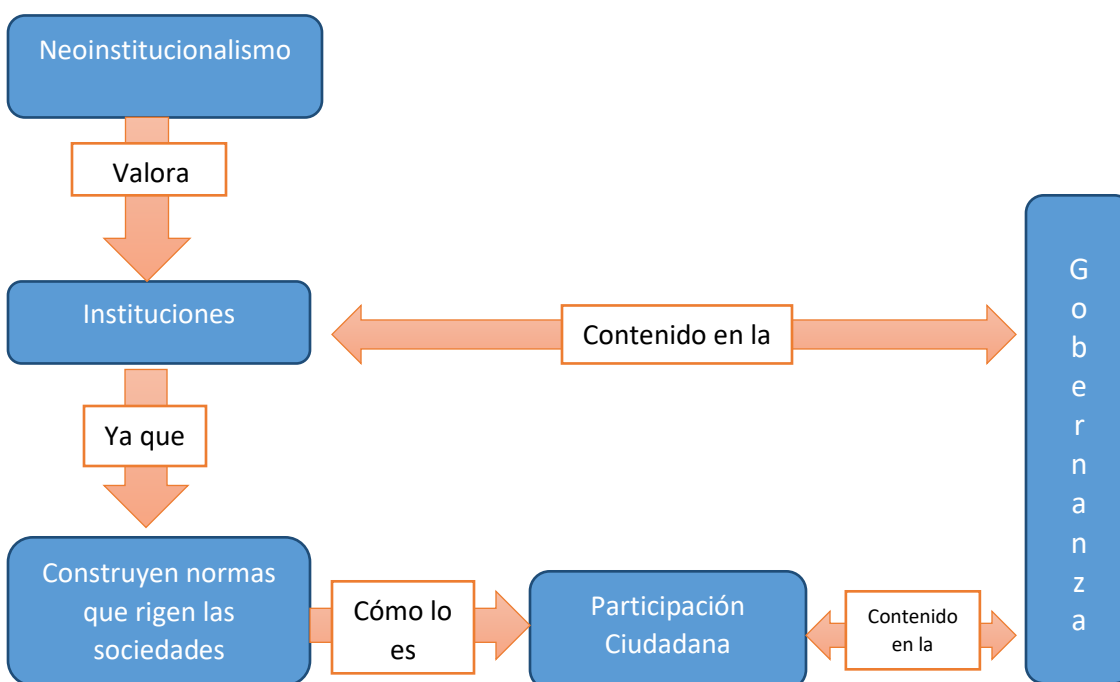 Neoinstitucionalismo
Valora
Instituciones
Contenido en la
Ya que
Construyen normas
que rigen las
sociedades
Cómo lo
es
Participación
Ciudadana
Contenido
en la
G
o
b
e
r
n
a
n
z
a